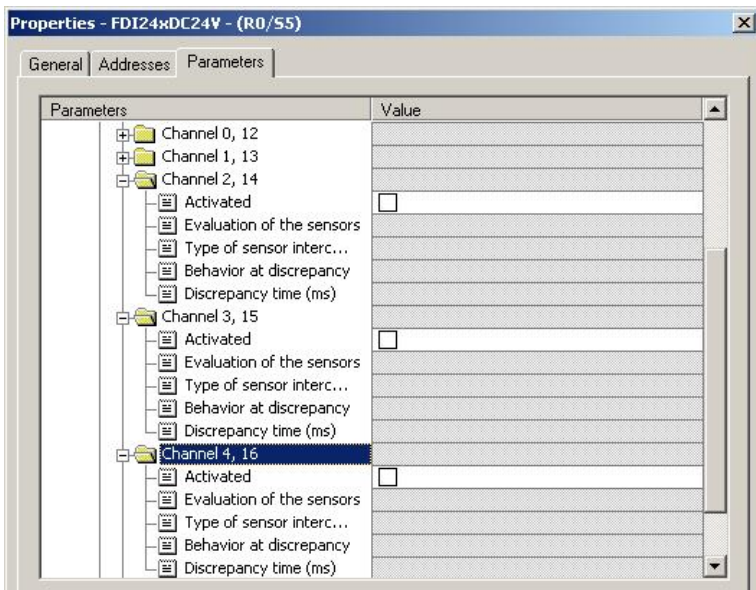 Properties - FDI24xDC24V - (R0/S5)
General Addresses Parameters
Parameters Value
Channel 0, 12
Channel 1, 13
Channel 2, 14
Activated
Evaluation of the sensors
Type of sensor interc...
Behavior at discrepancy
Discrepancy time (ms)
Channel 3, 15
Activated
Evaluation of the sensors
Type of sensor interc...
Behavior at discrepancy
Discrepancy time (ms)
Channel 4, 16
Activated
Evaluation of the sensors
Type of sensor interc...
Behavior at discrepancy
Discrepancy time (ms)